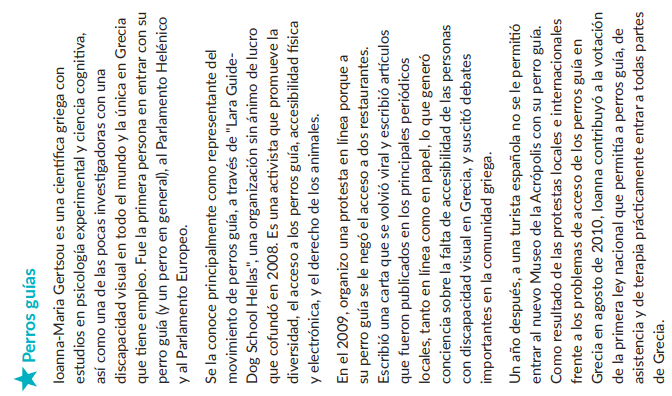 Perros guías
Ioanna-Maria Gertsou es una científica griega con
estudios en psicología experimental y ciencia cognitiva,
así como una de las pocas investigadoras con una
discapacidad visual en todo el mundo y la única en Grecia
que tiene empleo. Fue la primera persona en entrar con su
perro guía (y un perro en general), al Parlamento Helénico
y al Parlamento Europeo.
Se la conoce principalmente como representante del
movimiento de perros guía, a través de "Lara Guide-
Dog School Hellas", una organización sin ánimo de lucro
que cofundó en 2008. Es una activista que promueve la
diversidad, el acceso a los perros guía, accesibilidad física
y electrónica, y el derecho de los animales.
En el 2009, organizo una protesta en línea porque a
su perro guía se le negó el acceso a dos restaurantes.
Escribió una carta que se volvió viral y escribió artículos
que fueron publicados en los principales periódicos
locales, tanto en línea como en papel, lo que generó
conciencia sobre la falta de accesibilidad de las personas
con discapacidad visual en Grecia, y suscitó debates
importantes en la comunidad griega.
Un año después, a una turista española no se le permitió
entrar al nuevo Museo de la Acrópolis con su perro guía.
Como resultado de las protestas locales e internacionales
frente a los problemas de acceso de los perros guía en
Grecia en agosto de 2010, Ioanna contribuyó a la votación
de la primera ley nacional que permitía a perros guía, de
asistencia y de terapia prácticamente entrar a todas partes
de Grecia.